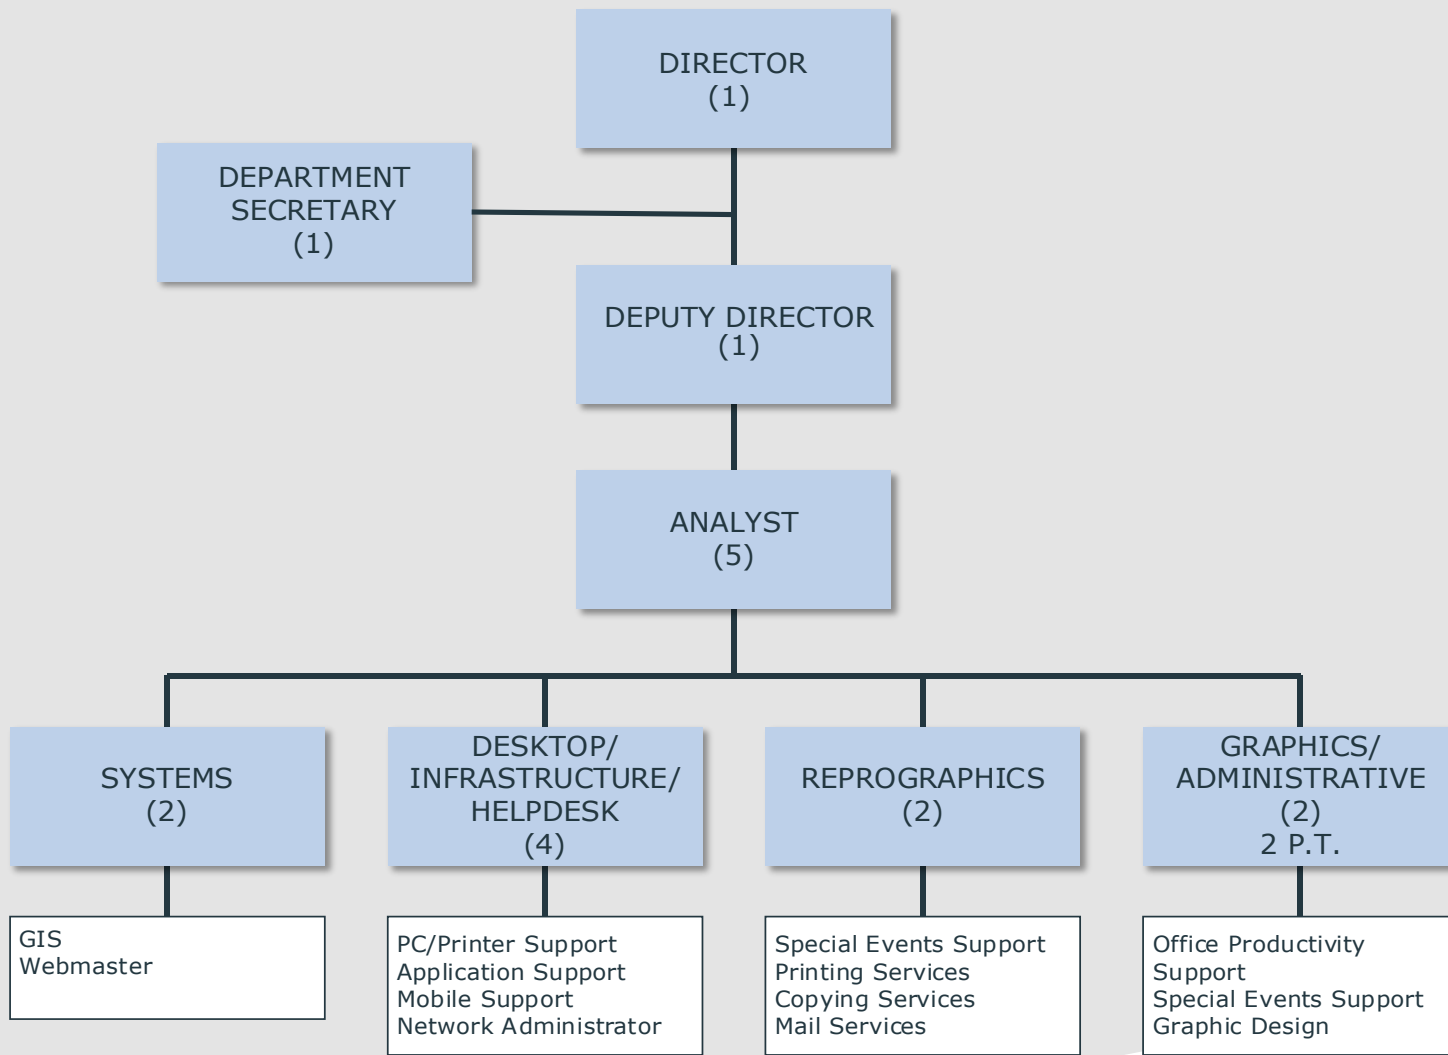 DIRECTOR
(1)
DEPARTMENT
SECRETARY
(1)
DEPUTY DIRECTOR
(1)
ANALYST
(5)
SYSTEMS
(2)
DESKTOP/
INFRASTRUCTURE/
HELPDESK
(4)
REPROGRAPHICS
(2)
GRAPHICS/
ADMINISTRATIVE
(2)
2 P.T.
GIS
Webmaster
PC/Printer Support
Application Support
Mobile Support
Network Administrator
Special Events Support
Printing Services
Copying Services
Mail Services
Office Productivity
Support
Special Events Support
Graphic Design